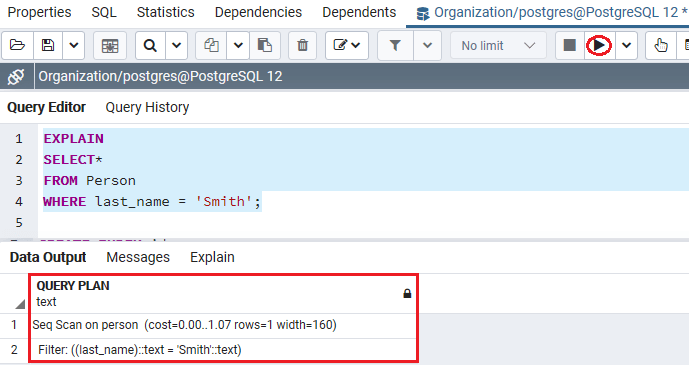 Properties SQL Statistics Dependencies Dependents Organization/postgres@PostgreSQL 12 *
No limit
Organization/postgres@PostgreSQL 12
Query Editor Query History
1 EXPLAIN
2 SELECT*
3 FROM Person
4 WHERE last_name = 'Smith';
5
Data Output Messages Explain
QUERY PLAN
text
1 Seq Scan on person (cost=0.00..1.07 rows=1 width=160)
2 Filter: ((last_name)::text = 'Smith'::text)